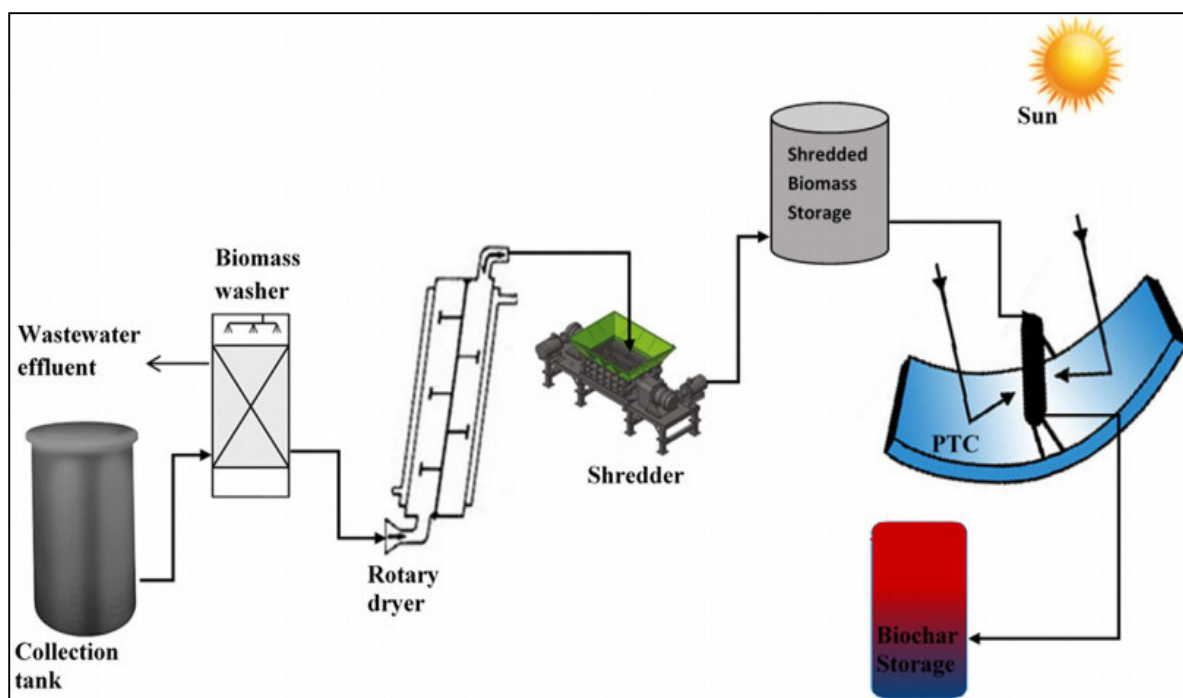 Sun
Shredded
Biomass
Storage
Biomass
washer
Wastewater
effluent
PTC
Shredder
Rotary
dryer
Collection
tank
Biochar
Storage